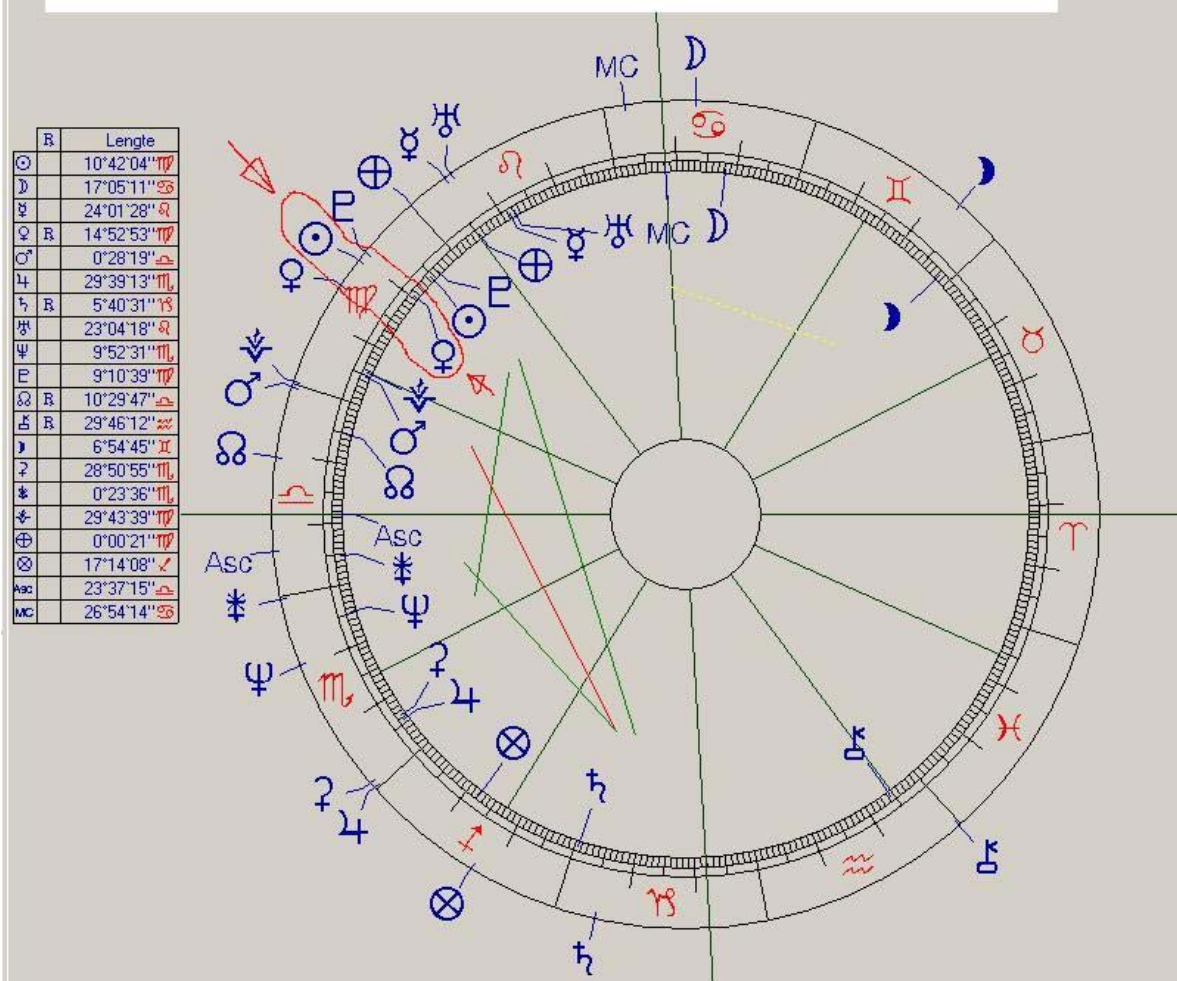 R Lengte
☉ 10°42'04"♍
☽ 17°05'11"♋
☿ 24°01'28"♌
♀ R 14°52'53"♍
♂ 0°28'19"♎
♃ 29°39'13"♏
♄ R 5°40'31"♑
♅ 23°04'18"♌
♆ 9°52'31"♏
♇ 9°10'39"♍
☊ R 10°29'47"♎
⚷ R 29°46'12"♒
☽ 6°54'45"♊
⚳ 28°50'55"♏
⚵ 0°23'36"♏
⚶ 29°43'39"♍
⊕ 0°00'21"♍
⊗ 17°14'08"♐
Asc 23°37'15"♎
MC 26°54'14"♋
MC
MC
Asc
Asc